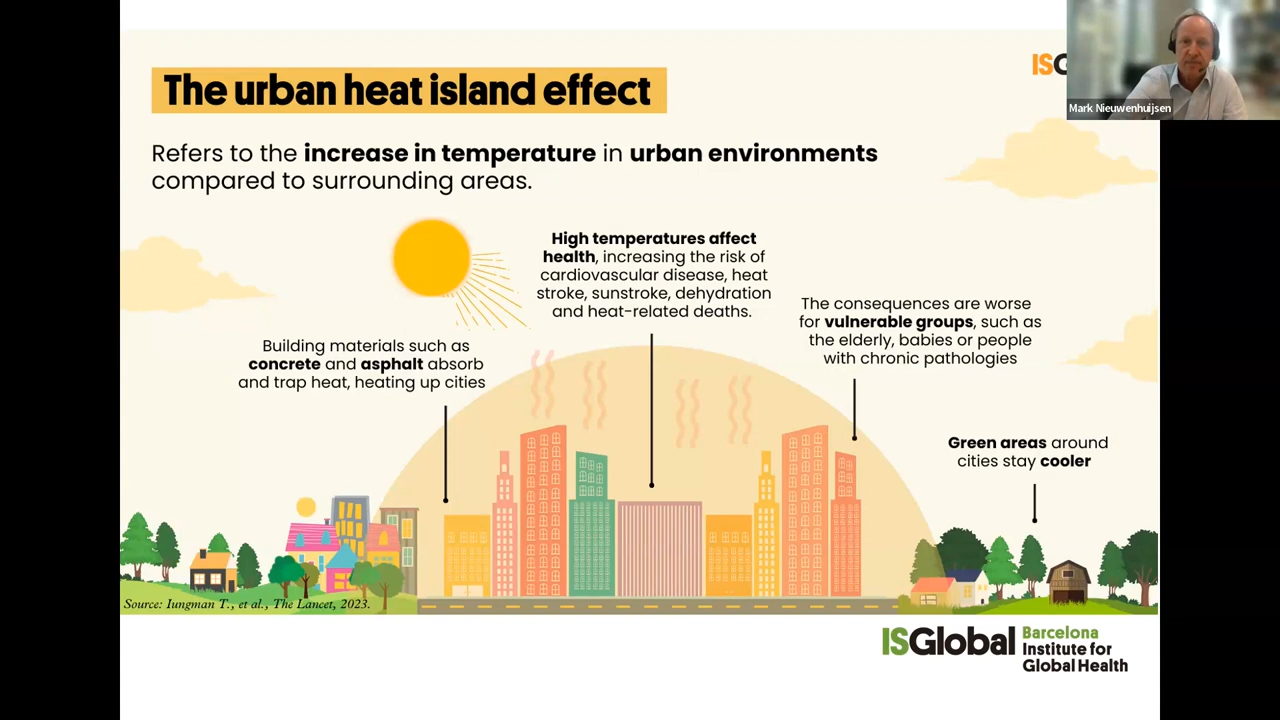 The urban heat island effect
IS
Mark Nieuwenhuijsen
Refers to the increase in temperature in urban environments
compared to surrounding areas.
High temperatures affect
health, increasing the risk of
cardiovascular disease, heat
stroke, sunstroke, dehydration
and heat-related deaths.
The consequences are worse
for vulnerable groups, such as
the elderly, babies or people
with chronic pathologies
Building materials such as
concrete and asphalt absorb
and trap heat, heating up cities
Green areas around
cities stay cooler
Source: Iungman T., et al., The Lancet, 2023.
ISGlobal
Barcelona
Institute for
Global Health